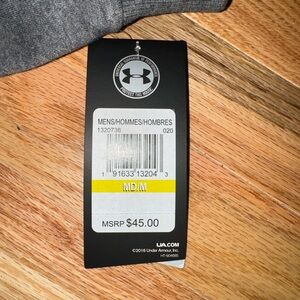 MENS/HOMMES/HOMBRES
1320736 020
1 91633 13204 3
MD/M
MSRP $45.00
UA.COM
©2016 Under Armour, Inc.